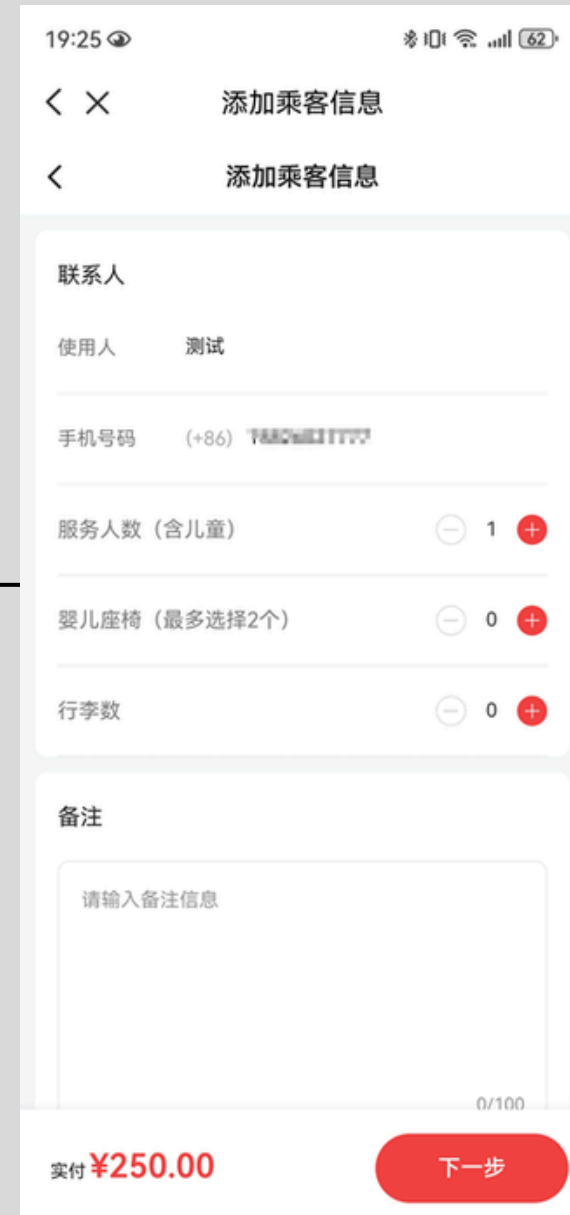 19:25
62
添加乘客信息
添加乘客信息
联系人
使用人 测试
手机号码 (+86)
服务人数（含儿童） 1
婴儿座椅（最多选择2个） 0
行李数 0
备注
请输入备注信息
0/100
实付¥250.00
下一步